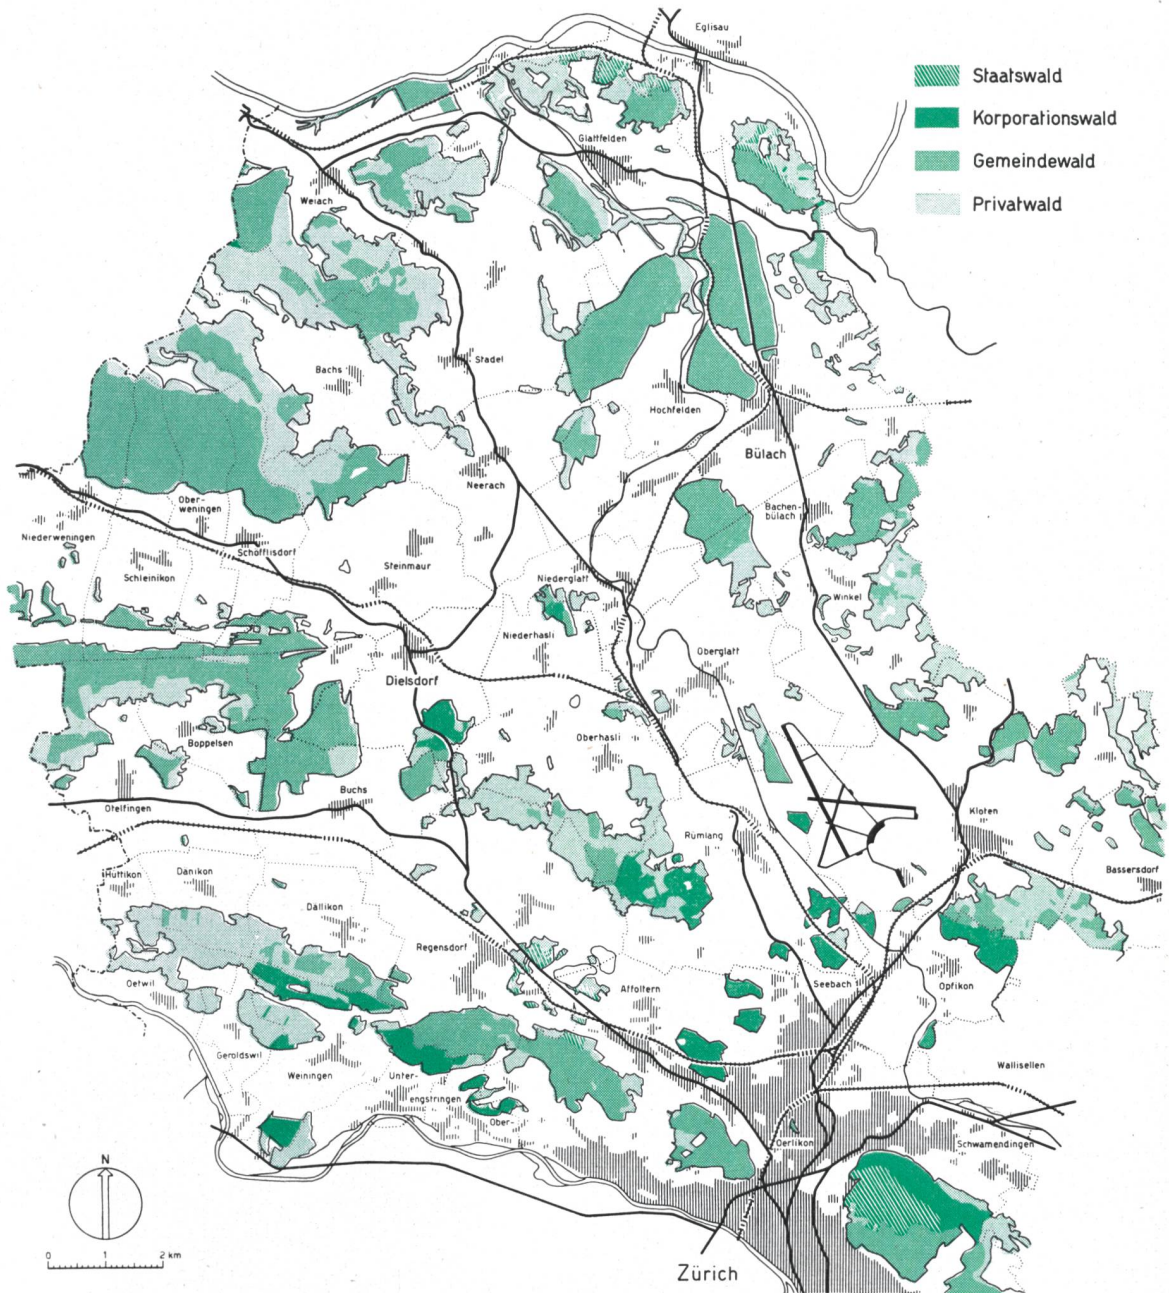 Eglisau
Staatswald
Korporationswald
Gemeindewald
Privatwald
Glattfelden
Weiach
Stadel
Bachs
Hochfelden
Bülach
Neerach
Ober-
weningen
Bachen-
bülach
Niederweningen
Schöfflisdorf
Schleinikon
Steinmaur
Niederglatt
Winkel
Niederhasli
Oberglatt
Dielsdorf
Boppelsen
Oberhasli
Buchs
Otelfingen
Kloten
Rümlang
Bassersdorf
Hüttikon
Dänikon
Dällikon
Regensdorf
Affoltern
Seebach
Opfikon
Oetwil
Geroldswil
Weiningen
Unter-
engstringen
Ober-
Wallisellen
Oerlikon
Schwamendingen
N
0 1 2 km
Zürich